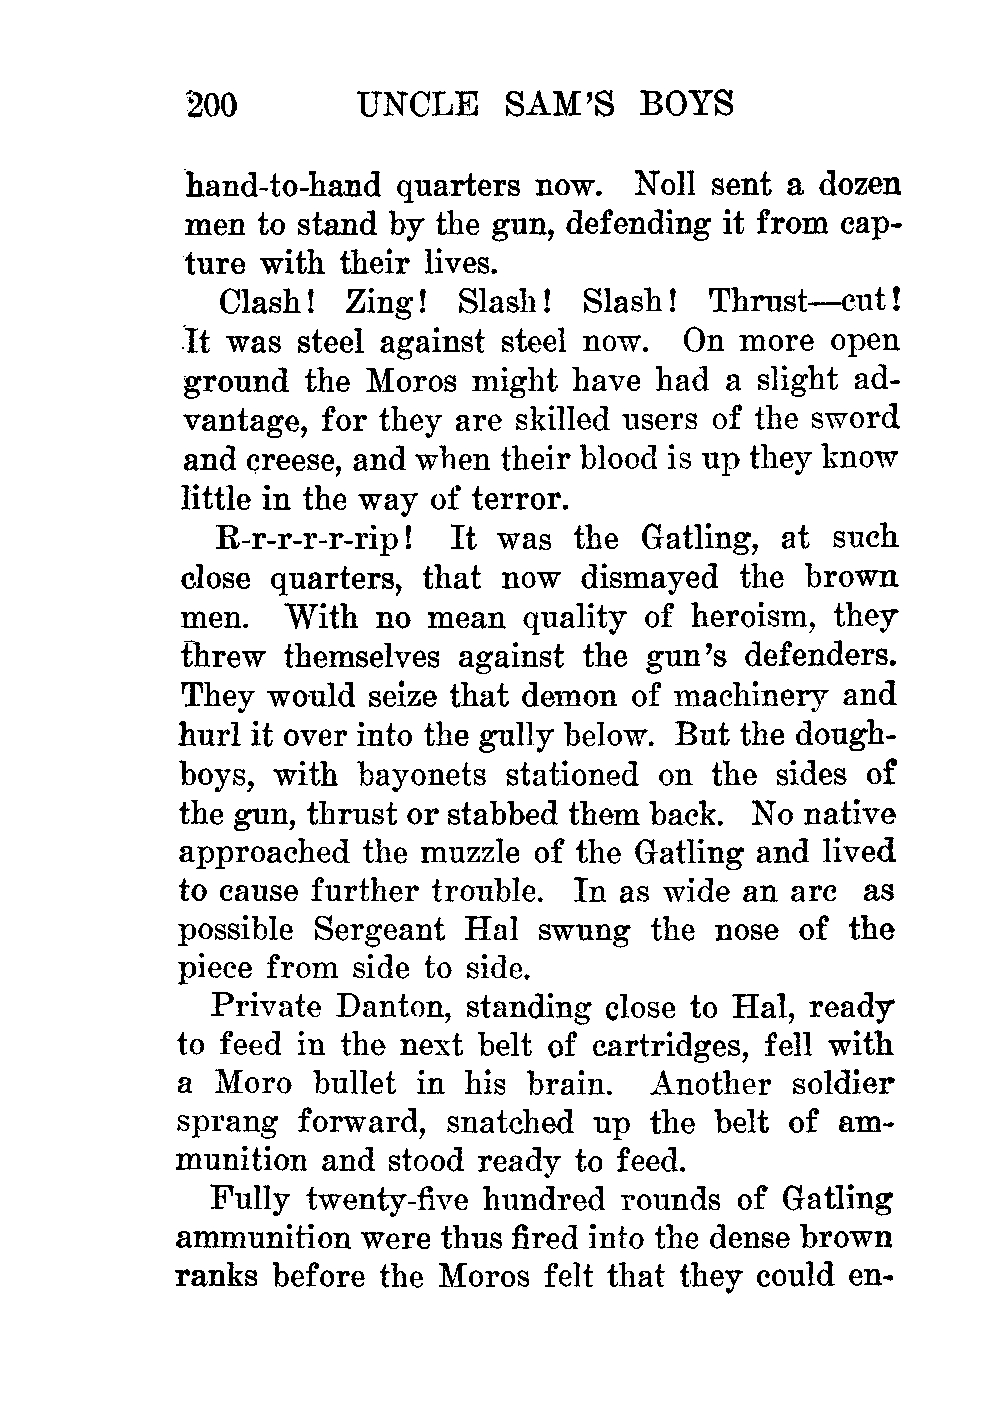 200 UNCLE SAM'S BOYS
hand-to-hand quarters now. Noll sent a dozen
men to stand by the gun, defending it from cap-
ture with their lives.
Clash! Zing! Slash! Slash! Thrust—cut!
It was steel against steel now. On more open
ground the Moros might have had a slight ad-
vantage, for they are skilled users of the sword
and creese, and when their blood is up they know
little in the way of terror.
R-r-r-r-r-rip! It was the Gatling, at such
close quarters, that now dismayed the brown
men. With no mean quality of heroism, they
threw themselves against the gun's defenders.
They would seize that demon of machinery and
hurl it over into the gully below. But the dough-
boys, with bayonets stationed on the sides of
the gun, thrust or stabbed them back. No native
approached the muzzle of the Gatling and lived
to cause further trouble. In as wide an arc as
possible Sergeant Hal swung the nose of the
piece from side to side.
Private Danton, standing close to Hal, ready
to feed in the next belt of cartridges, fell with
a Moro bullet in his brain. Another soldier
sprang forward, snatched up the belt of am-
munition and stood ready to feed.
Fully twenty-five hundred rounds of Gatling
ammunition were thus fired into the dense brown
ranks before the Moros felt that they could en-